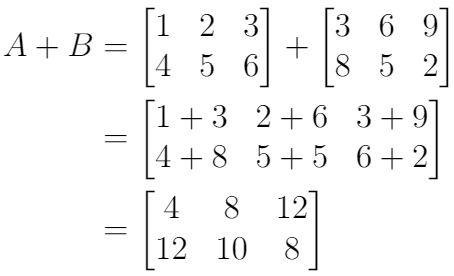 A + B = [1 2 3] + [3 6 9]
[4 5 6] [8 5 2]
= [1 + 3 2 + 6 3 + 9]
[4 + 8 5 + 5 6 + 2]
= [4 8 12]
[12 10 8]